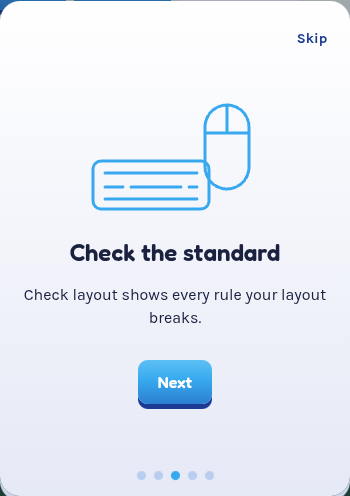 Skip
Check the standard
Check layout shows every rule your layout
breaks.
Next